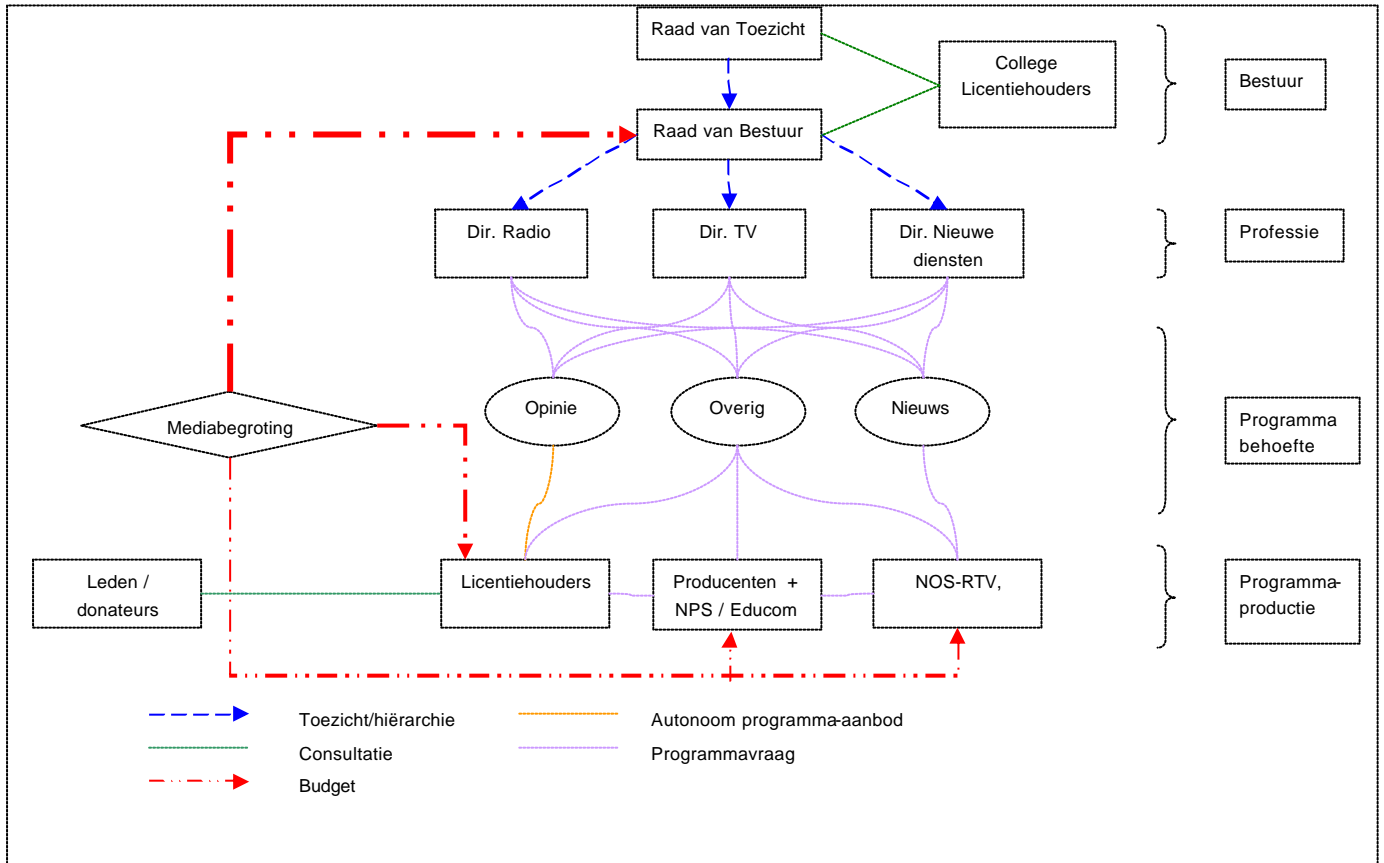 Raad van Toezicht
College
Licentiehouders
Bestuur
Raad van Bestuur
Dir. Radio
Dir. TV
Dir. Nieuwe
diensten
Professie
Opinie
Overig
Nieuws
Mediabegroting
Programma
behoefte
Leden /
donateurs
Licentiehouders
Producenten +
NPS / Educom
NOS-RTV,
Programma-
productie
Toezicht/hiërarchie
Autonoom programma-aanbod
Consultatie
Programmavraag
Budget